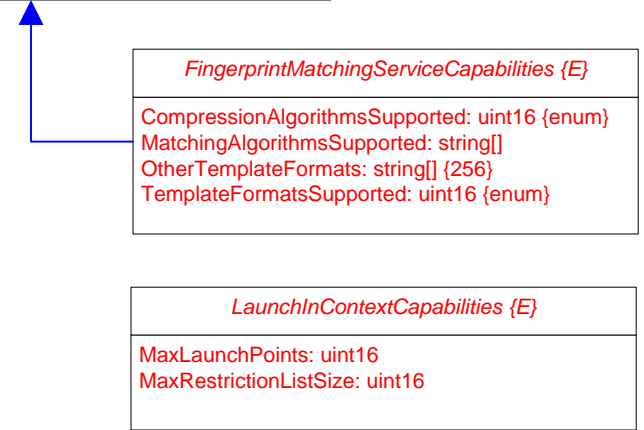 FingerprintMatchingServiceCapabilities {E}
CompressionAlgorithmsSupported: uint16 {enum}
MatchingAlgorithmsSupported: string[]
OtherTemplateFormats: string[] {256}
TemplateFormatsSupported: uint16 {enum}
LaunchInContextCapabilities {E}
MaxLaunchPoints: uint16
MaxRestrictionListSize: uint16